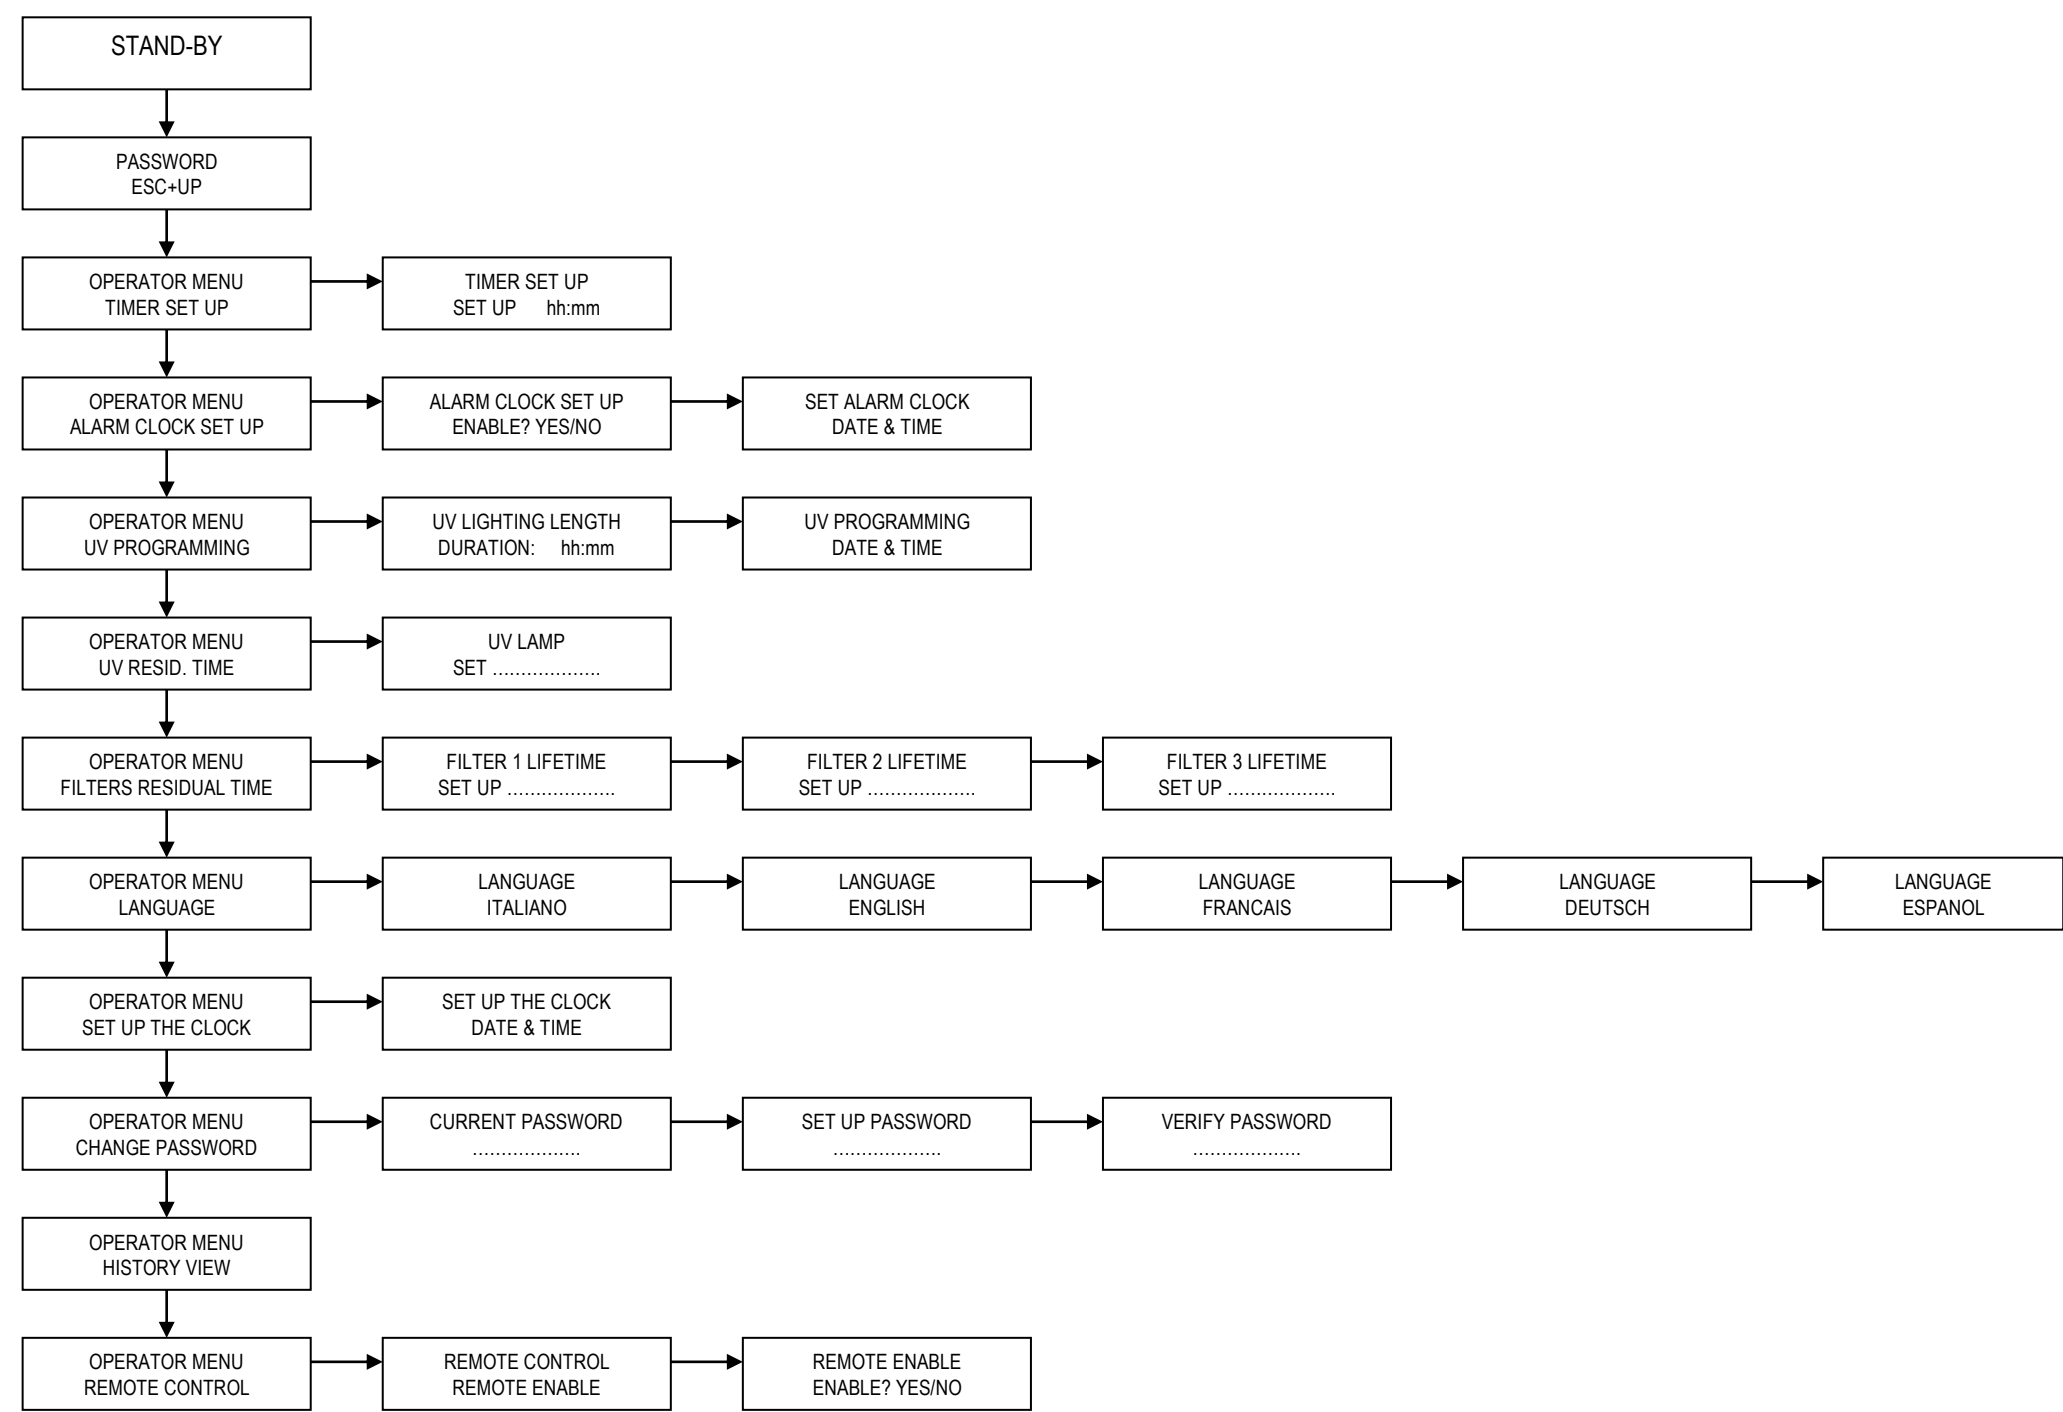 STAND-BY
PASSWORD
ESC+UP
OPERATOR MENU
TIMER SET UP
TIMER SET UP
SET UP hh:mm
OPERATOR MENU
ALARM CLOCK SET UP
ALARM CLOCK SET UP
ENABLE? YES/NO
SET ALARM CLOCK
DATE & TIME
OPERATOR MENU
UV PROGRAMMING
UV LIGHTING LENGTH
DURATION: hh:mm
UV PROGRAMMING
DATE & TIME
OPERATOR MENU
UV RESID. TIME
UV LAMP
SET ...................
OPERATOR MENU
FILTERS RESIDUAL TIME
FILTER 1 LIFETIME
SET UP ...................
FILTER 2 LIFETIME
SET UP ...................
FILTER 3 LIFETIME
SET UP ...................
OPERATOR MENU
LANGUAGE
LANGUAGE
ITALIANO
LANGUAGE
ENGLISH
LANGUAGE
FRANCAIS
LANGUAGE
DEUTSCH
LANGUAGE
ESPANOL
OPERATOR MENU
SET UP THE CLOCK
SET UP THE CLOCK
DATE & TIME
OPERATOR MENU
CHANGE PASSWORD
CURRENT PASSWORD
...................
SET UP PASSWORD
...................
VERIFY PASSWORD
...................
OPERATOR MENU
HISTORY VIEW
OPERATOR MENU
REMOTE CONTROL
REMOTE CONTROL
REMOTE ENABLE
REMOTE ENABLE
ENABLE? YES/NO